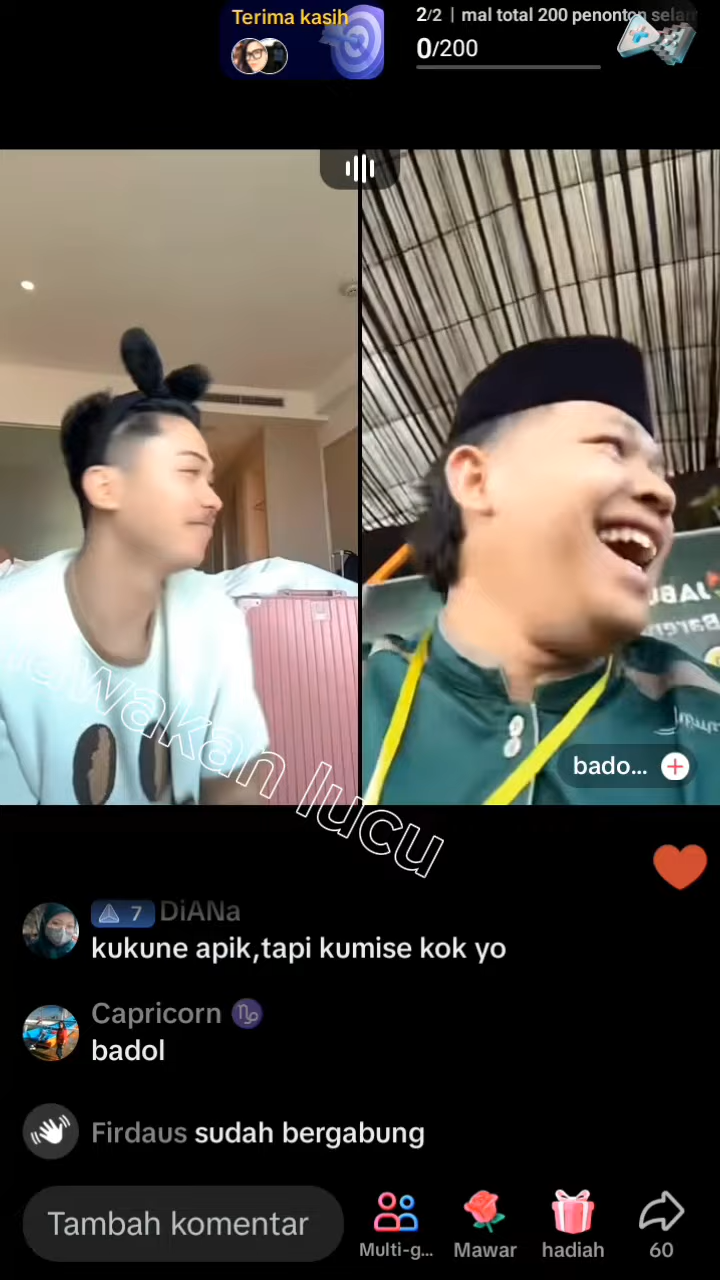 Terima kasih
2/2 | mal total 200 penonton selam
0/200
bado...
lawakan lucu
7 DiANa
kukune apik,tapi kumise kok yo
Capricorn
badol
Firdaus sudah bergabung
Tambah komentar
Multi-g...
Mawar
hadiah
60